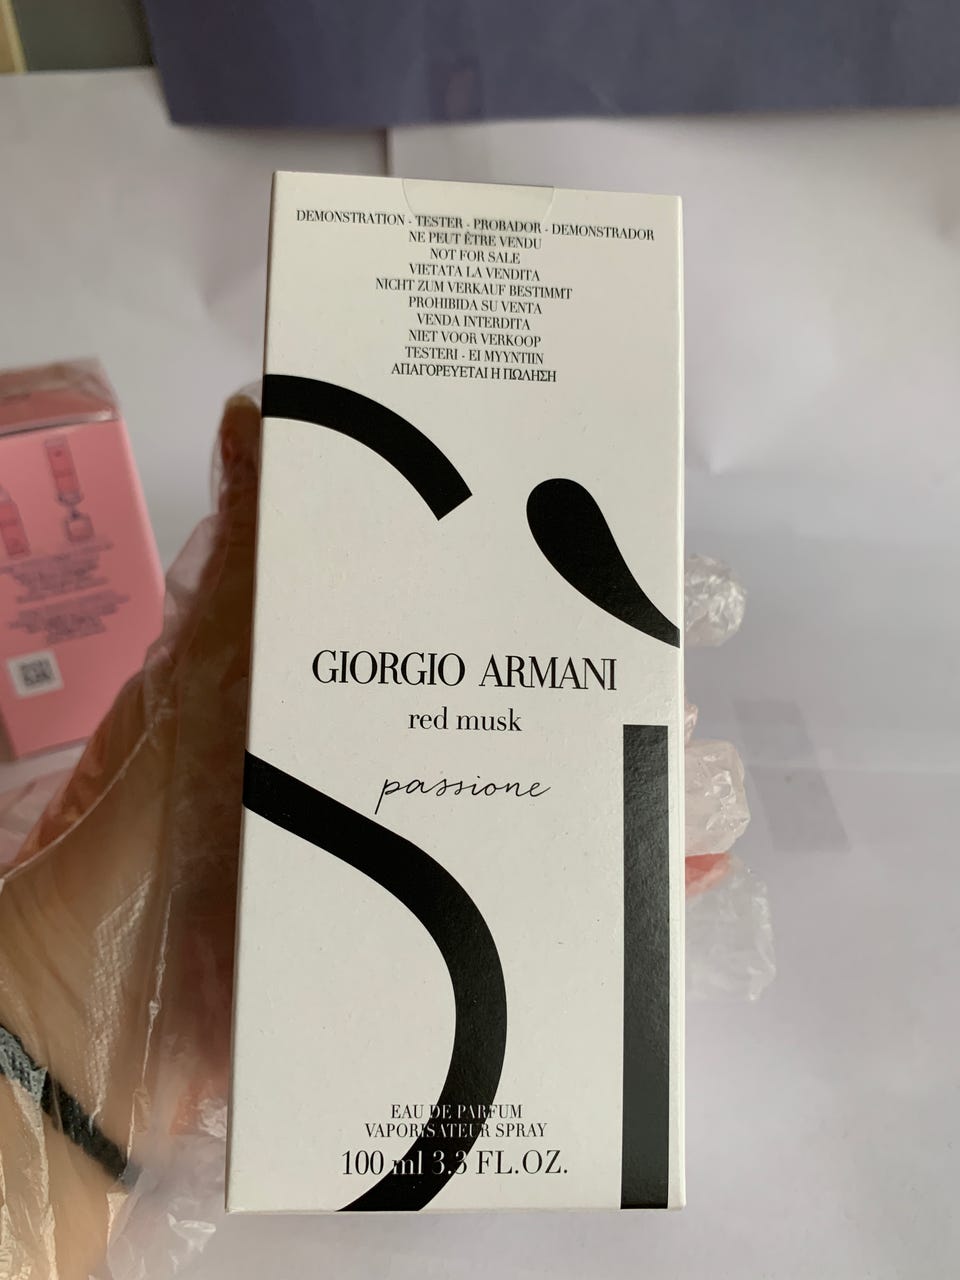 DEMONSTRATION - TESTER - PROBADOR - DEMONSTRADOR
NE PEUT ÊTRE VENDU
NOT FOR SALE
VIETATA LA VENDITA
NICHT ZUM VERKAUF BESTIMMT
PROHIBIDA SU VENTA
VENDA INTERDITA
NIET VOOR VERKOOP
TESTERI - EI MYYNTIIN
ΑΠΑΓΟΡΕΥΕΤΑΙ Η ΠΩΛΗΣΗ
SÌ
GIORGIO ARMANI
red musk
passione
EAU DE PARFUM
VAPORISATEUR SPRAY
100 ml 3.3 FL.OZ.